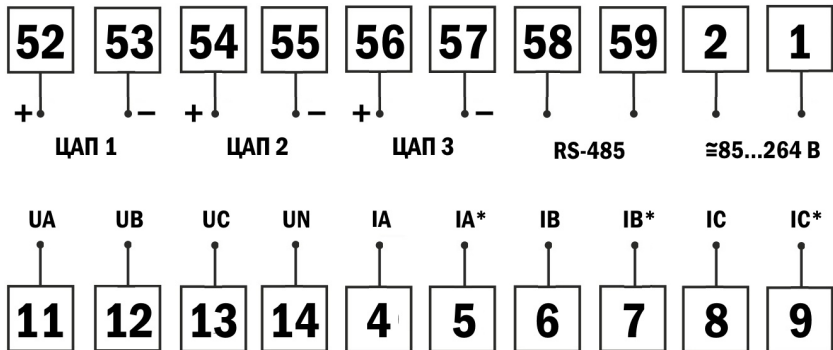 52 53 54 55 56 57 58 59 2 1
+ − + − + −
ЦАП 1 ЦАП 2 ЦАП 3 RS-485 ≅85...264 В
UA UB UC UN IA IA* IB IB* IC IC*
11 12 13 14 4 5 6 7 8 9